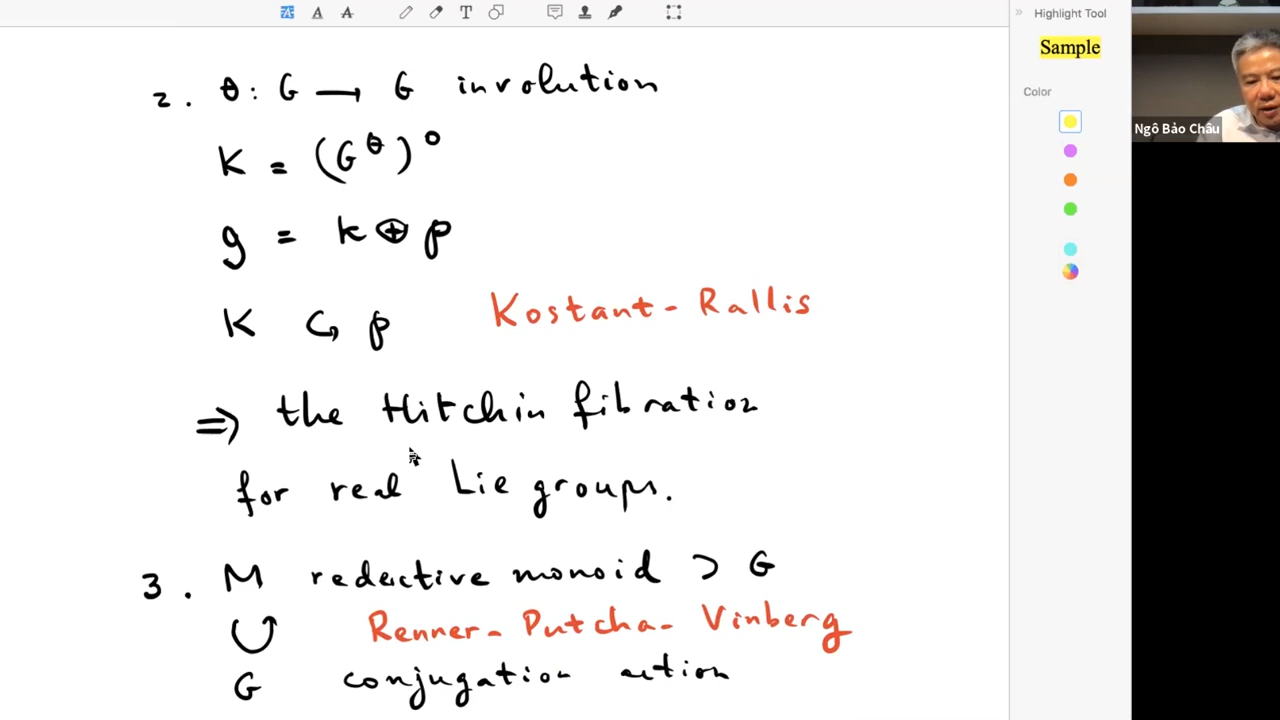 Highlight Tool
Sample
Color
Ngô Bảo Châu
2. θ: G → G involution
K = (G^θ)^0
g = k ⊕ p
K ↻ p Kostant-Rallis
⇒ the Hitchin fibration
for real Lie groups.
3. M reductive monoid ⊃ G
Renner-Putcha-Vinberg
G conjugation action